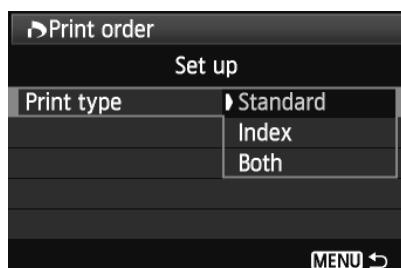 Print order
Set up
Print type Standard
Index
Both
MENU